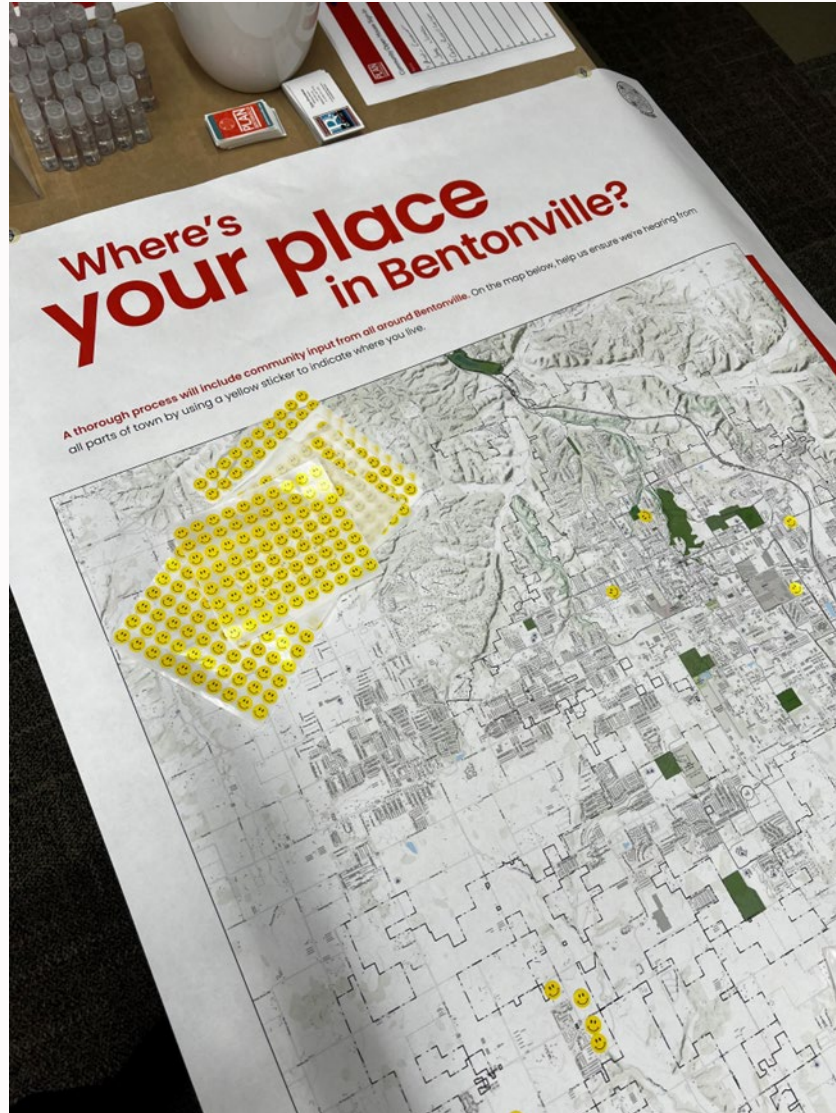 PLAN
Where's
your place
in Bentonville?
A thorough process will include community input from all around Bentonville. On the map below, help us ensure we're hearing from
all parts of town by using a yellow sticker to indicate where you live.